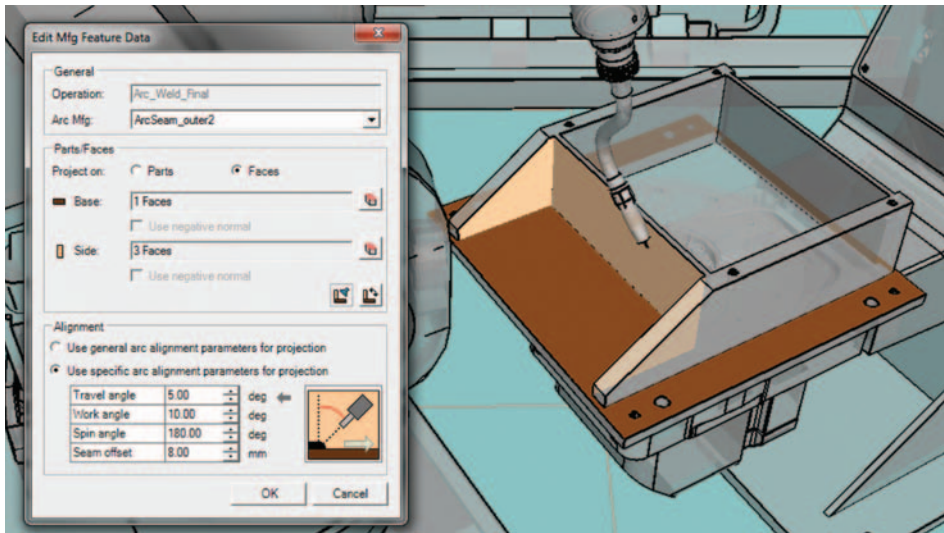 Edit Mfg Feature Data
General
Operation: Arc_Weld_Final
Arc Mfg: ArcSeam_outer2
Parts/Faces
Project on: Parts Faces
Base: 1 Faces
Use negative normal
Side: 3 Faces
Use negative normal
Alignment
Use general arc alignment parameters for projection
Use specific arc alignment parameters for projection
Travel angle 5.00 deg
Work angle 10.00 deg
Spin angle 180.00 deg
Seam offset 8.00 mm
OK Cancel